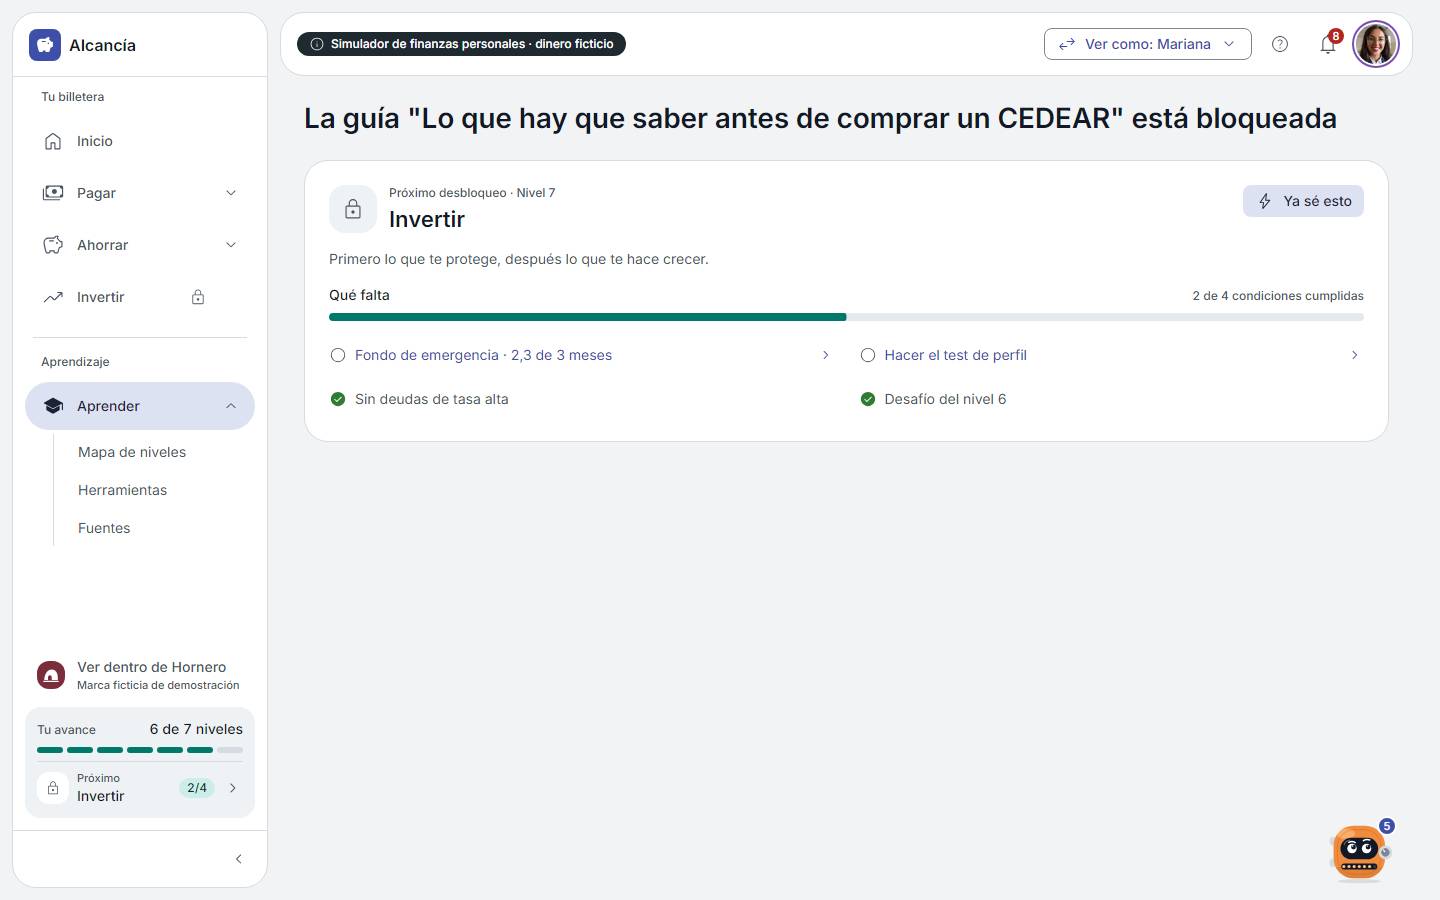 Alcancía
Simulador de finanzas personales · dinero ficticio
Ver como: Mariana
8
Tu billetera
Inicio
Pagar
Ahorrar
Invertir
Aprendizaje
Aprender
Mapa de niveles
Herramientas
Fuentes
Ver dentro de Hornero
Marca ficticia de demostración
Tu avance
6 de 7 niveles
Próximo
Invertir
2/4
La guía "Lo que hay que saber antes de comprar un CEDEAR" está bloqueada
Próximo desbloqueo · Nivel 7
Invertir
Ya sé esto
Primero lo que te protege, después lo que te hace crecer.
Qué falta
2 de 4 condiciones cumplidas
Fondo de emergencia · 2,3 de 3 meses
Hacer el test de perfil
Sin deudas de tasa alta
Desafío del nivel 6
5